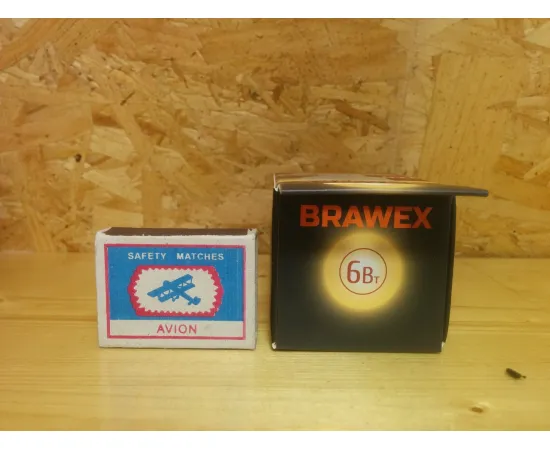 SAFETY MATCHES
AVION
BRAWEX
6Вт